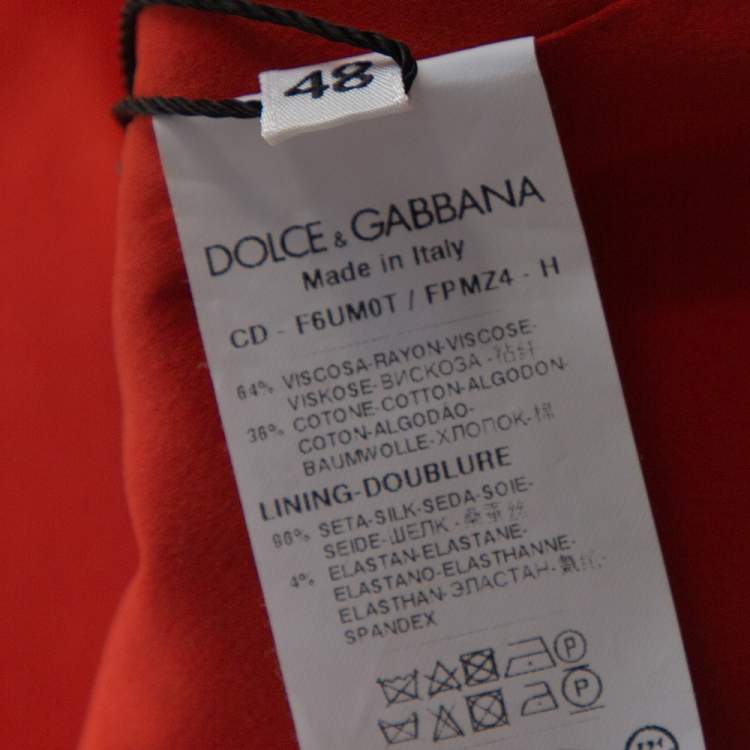 48
DOLCE & GABBANA
Made in Italy
CD - F6UM0T / FPMZ4 - H
64% VISCOSA-RAYON-VISCOSE-
VISKOSE-ВИСКОЗА-粘纤
36% COTONE-COTTON-ALGODON-
COTON-ALGODÃO-
BAUMWOLLE-ХЛОПОК-棉
LINING-DOUBLURE
96% SETA-SILK-SEDA-SOIE-
SEIDE-ШЕЛК-桑蚕丝
4% ELASTAN-ELASTANE-
ELASTANO-ELASTHANNE-
ELASTHAN-ЭЛАСТАН-氨纶-
SPANDEX
P
P